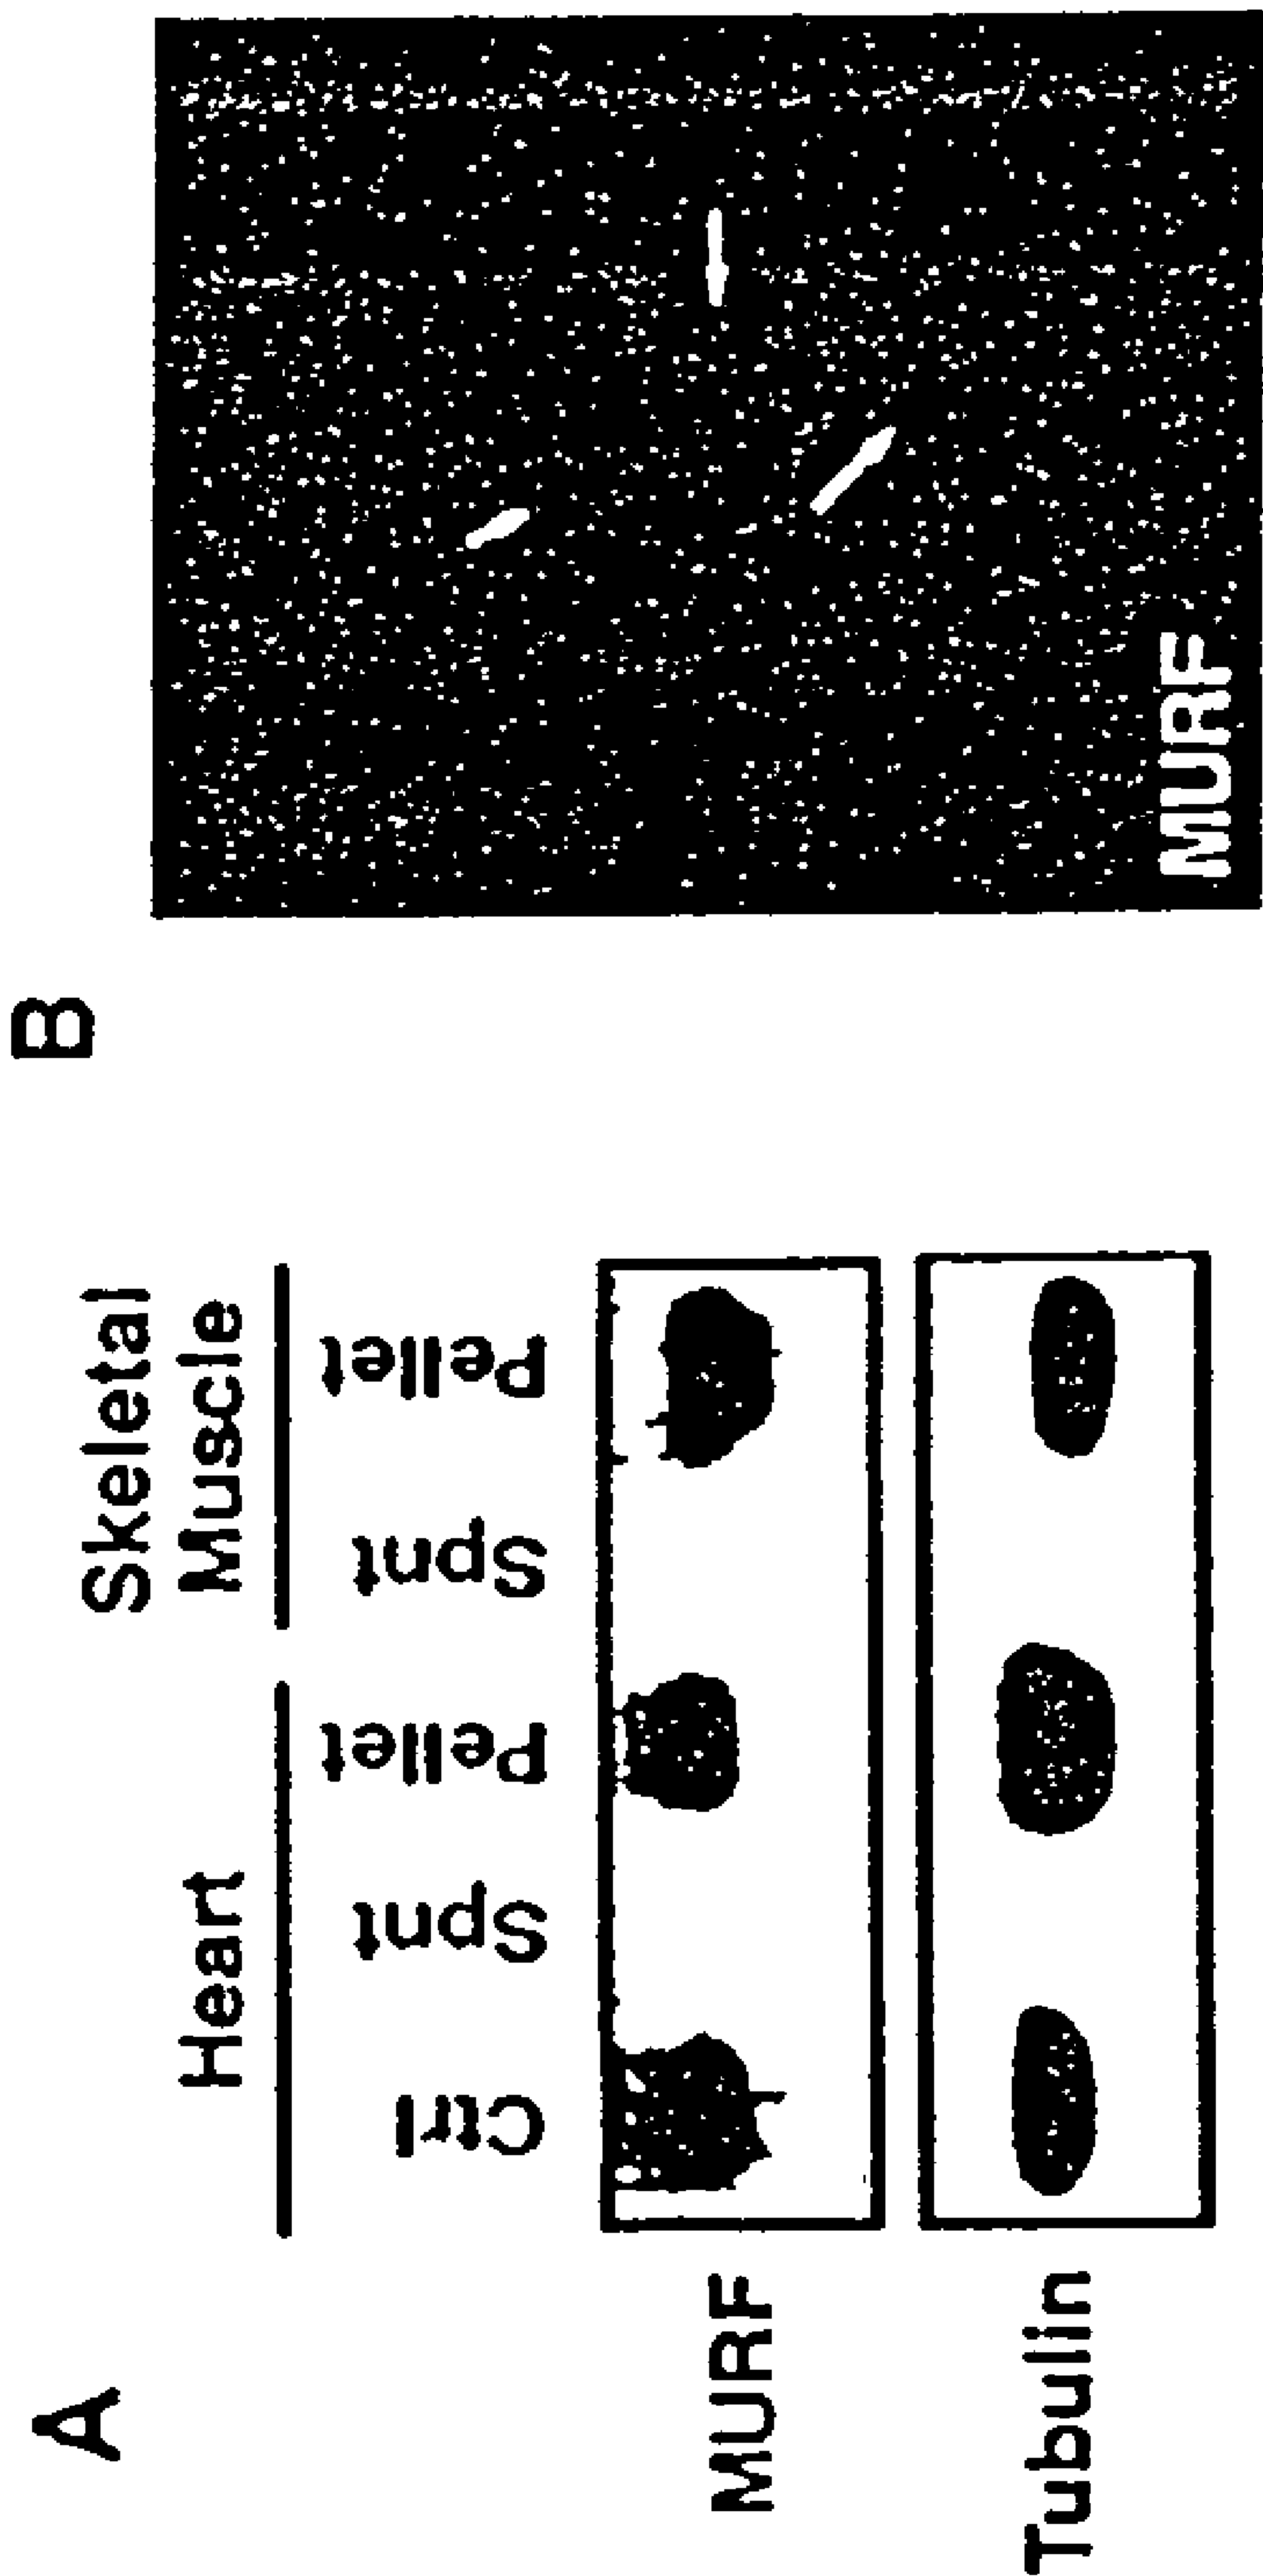 A
Heart
Skeletal
Muscle
Ctrl
Spnt
Pellet
Spnt
Pellet
MURF
Tubulin
B
MURF